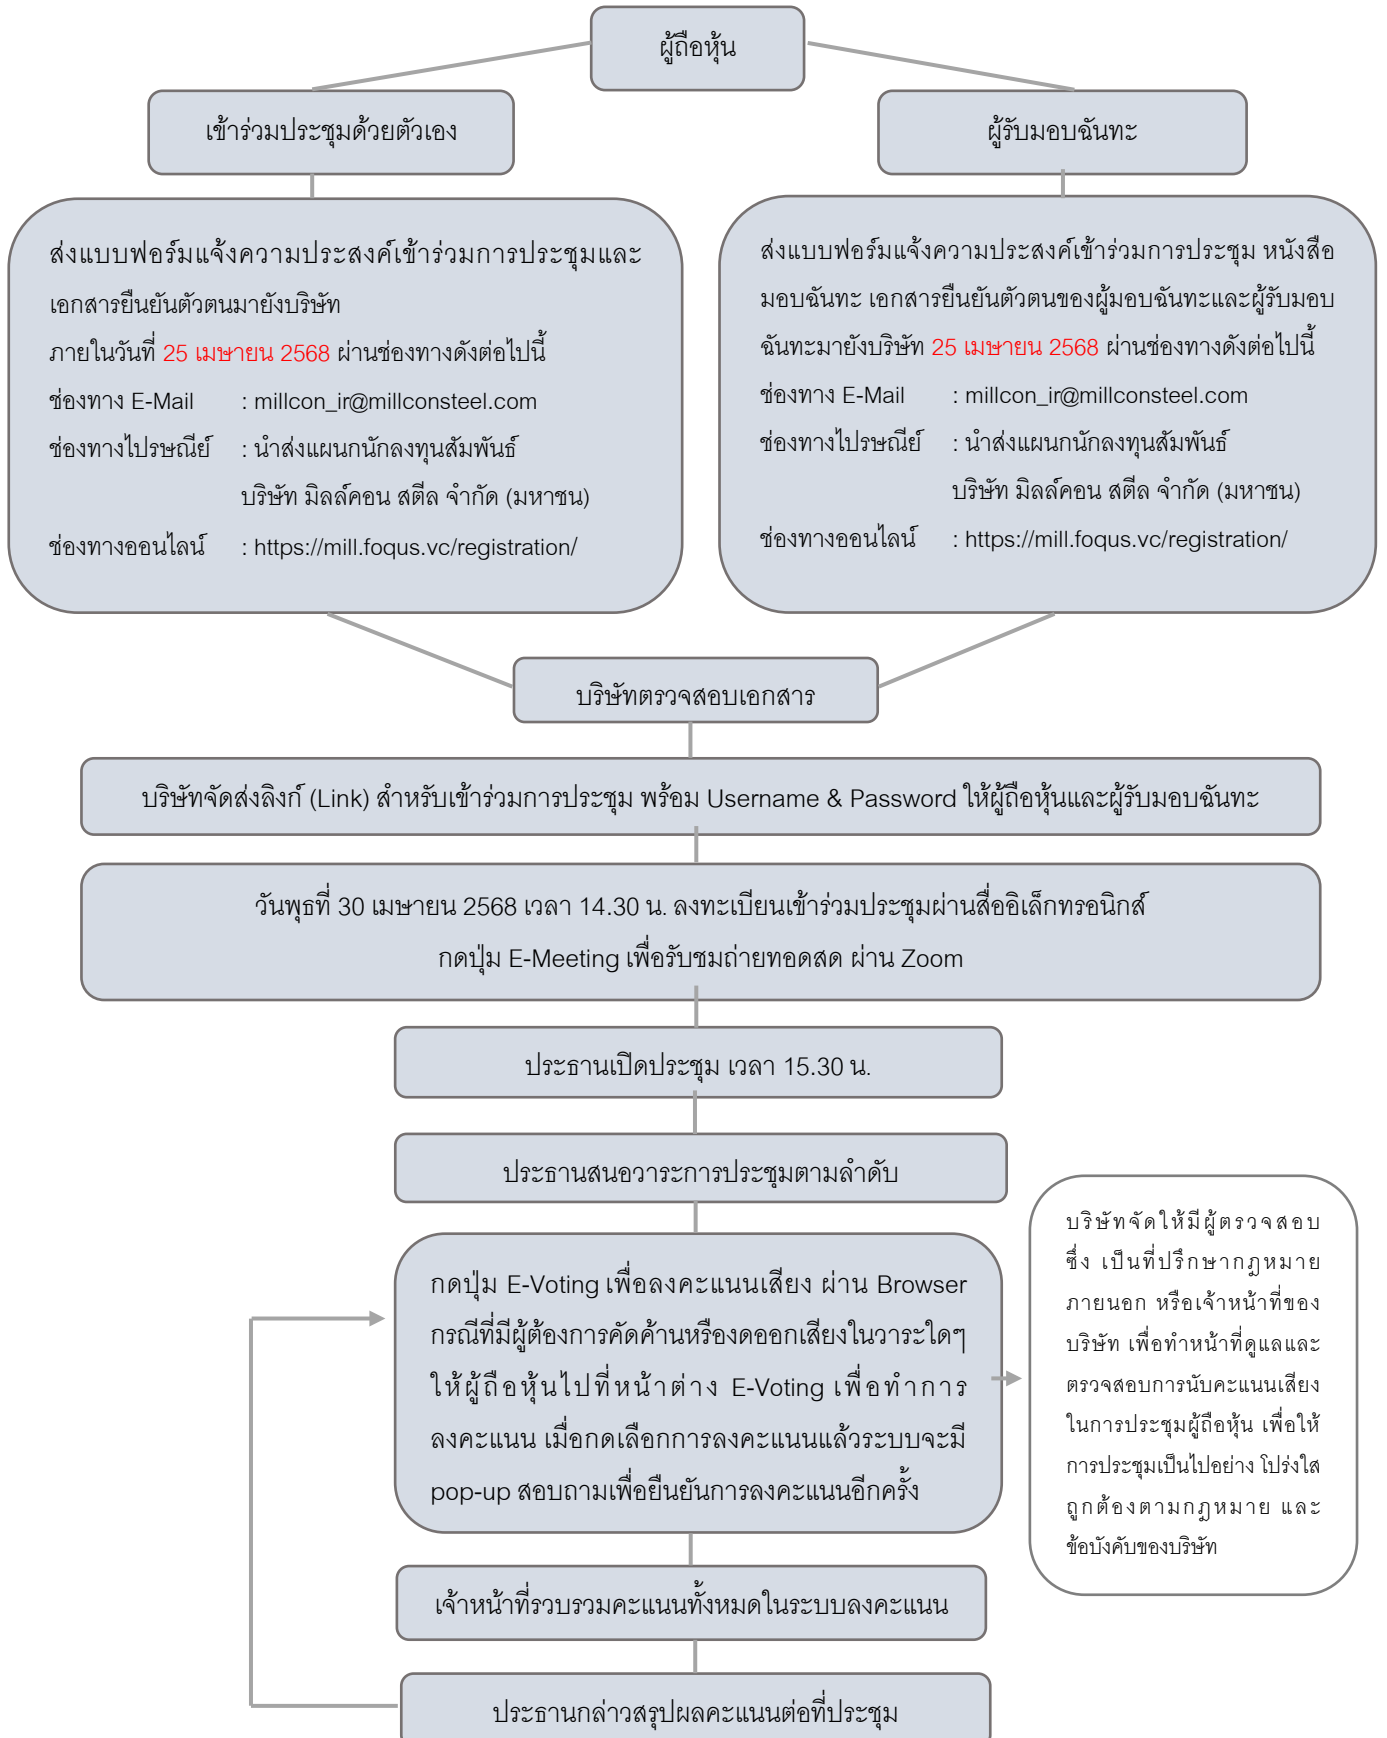 ผู้ถือหุ้น
เข้าร่วมประชุมด้วยตัวเอง
ผู้รับมอบฉันทะ
ส่งแบบฟอร์มแจ้งความประสงค์เข้าร่วมการประชุมและ
เอกสารยืนยันตัวตนมายังบริษัท
ภายในวันที่ 25 เมษายน 2568 ผ่านช่องทางดังต่อไปนี้
ช่องทาง E-Mail : millcon_ir@millconsteel.com
ช่องทางไปรษณีย์ : นำส่งแผนกนักลงทุนสัมพันธ์
บริษัท มิลล์คอน สตีล จำกัด (มหาชน)
ช่องทางออนไลน์ : https://mill.foqus.vc/registration/
ส่งแบบฟอร์มแจ้งความประสงค์เข้าร่วมการประชุม หนังสือ
มอบฉันทะ เอกสารยืนยันตัวตนของผู้มอบฉันทะและผู้รับมอบ
ฉันทะมายังบริษัท 25 เมษายน 2568 ผ่านช่องทางดังต่อไปนี้
ช่องทาง E-Mail : millcon_ir@millconsteel.com
ช่องทางไปรษณีย์ : นำส่งแผนกนักลงทุนสัมพันธ์
บริษัท มิลล์คอน สตีล จำกัด (มหาชน)
ช่องทางออนไลน์ : https://mill.foqus.vc/registration/
บริษัทตรวจสอบเอกสาร
บริษัทจัดส่งลิงก์ (Link) สำหรับเข้าร่วมการประชุม พร้อม Username & Password ให้ผู้ถือหุ้นและผู้รับมอบฉันทะ
วันพุธที่ 30 เมษายน 2568 เวลา 14.30 น. ลงทะเบียนเข้าร่วมประชุมผ่านสื่ออิเล็กทรอนิกส์
กดปุ่ม E-Meeting เพื่อรับชมถ่ายทอดสด ผ่าน Zoom
ประธานเปิดประชุม เวลา 15.30 น.
ประธานสนอวาระการประชุมตามลำดับ
กดปุ่ม E-Voting เพื่อลงคะแนนเสียง ผ่าน Browser
กรณีที่มีผู้ต้องการคัดค้านหรืองดออกเสียงในวาระใดๆ
ให้ผู้ถือหุ้นไปที่หน้าต่าง E-Voting เพื่อทำการ
ลงคะแนน เมื่อกดเลือกการลงคะแนนแล้วระบบจะมี
pop-up สอบถามเพื่อยืนยันการลงคะแนนอีกครั้ง
บริษัทจัดให้มีผู้ตรวจสอบ
ซึ่ง เป็นที่ปรึกษากฎหมาย
ภายนอก หรือเจ้าหน้าที่ของ
บริษัท เพื่อทำหน้าที่ดูแลและ
ตรวจสอบการนับคะแนนเสียง
ในการประชุมผู้ถือหุ้น เพื่อให้
การประชุมเป็นไปอย่าง โปร่งใส
ถูกต้องตามกฎหมาย และ
ข้อบังคับของบริษัท
เจ้าหน้าที่รวบรวมคะแนนทั้งหมดในระบบลงคะแนน
ประธานกล่าวสรุปผลคะแนนต่อที่ประชุม